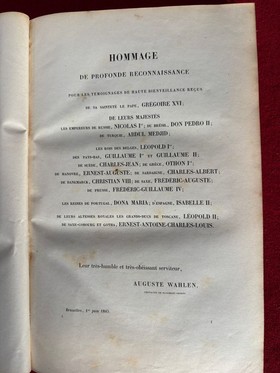 HOMMAGE
DE PROFONDE RECONNAISSANCE
POUR LES TÉMOIGNAGES DE HAUTE BIENVEILLANCE REÇUS
DE SA SAINTETÉ LE PAPE, GRÉGOIRE XVI;
DE LEURS MAJESTÉS
LES EMPEREURS DE RUSSIE, NICOLAS Ier; DU BRÉSIL, DON PEDRO II;
DE TURQUIE, ABDUL MEDJID;
LES ROIS DES BELGES, LÉOPOLD Ier;
DES PAYS-BAS, GUILLAUME Ier ET GUILLAUME II;
DE SUÈDE, CHARLES-JEAN; DE GRÈCE, OTHON Ier;
DE HANOVRE, ERNEST-AUGUSTE; DE SARDAIGNE, CHARLES-ALBERT;
DE DANEMARCK, CHRISTIAN VIII; DE SAXE, FRÉDÉRIC-AUGUSTE;
DE PRUSSE, FRÉDÉRIC-GUILLAUME IV;
LES REINES DE PORTUGAL, DONA MARIA; D'ESPAGNE, ISABELLE II;
DE LEURS ALTESSES ROYALES LES GRANDS-DUCS DE TOSCANE, LÉOPOLD II;
DE SAXE-COBOURG ET GOTHA, ERNEST-ANTOINE-CHARLES-LOUIS.
Leur très-humble et très-obéissant serviteur,
AUGUSTE WAHLEN,
Bruxelles, 1er juin 1843.